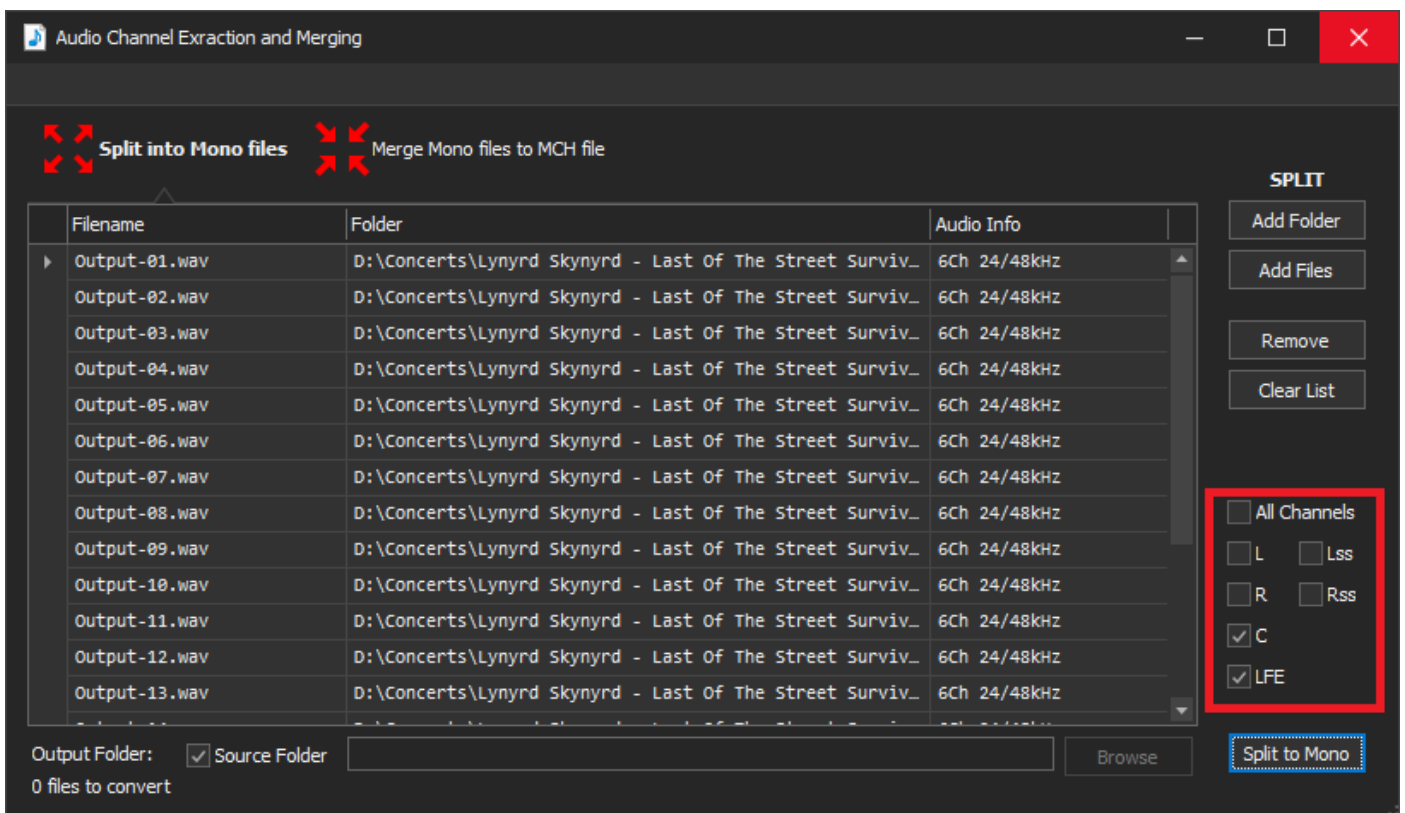 Audio Channel Exraction and Merging
Split into Mono files Merge Mono files to MCH file
SPLIT
Filename Folder Audio Info Add Folder
Output-01.wav D:\Concerts\Lynyrd Skynyrd - Last Of The Street Surviv… 6Ch 24/48kHz
Add Files
Output-02.wav D:\Concerts\Lynyrd Skynyrd - Last Of The Street Surviv… 6Ch 24/48kHz
Output-03.wav D:\Concerts\Lynyrd Skynyrd - Last Of The Street Surviv… 6Ch 24/48kHz
Remove
Output-04.wav D:\Concerts\Lynyrd Skynyrd - Last Of The Street Surviv… 6Ch 24/48kHz
Clear List
Output-05.wav D:\Concerts\Lynyrd Skynyrd - Last Of The Street Surviv… 6Ch 24/48kHz
Output-06.wav D:\Concerts\Lynyrd Skynyrd - Last Of The Street Surviv… 6Ch 24/48kHz
Output-07.wav D:\Concerts\Lynyrd Skynyrd - Last Of The Street Surviv… 6Ch 24/48kHz
Output-08.wav D:\Concerts\Lynyrd Skynyrd - Last Of The Street Surviv… 6Ch 24/48kHz All Channels
Output-09.wav D:\Concerts\Lynyrd Skynyrd - Last Of The Street Surviv… 6Ch 24/48kHz L Lss
Output-10.wav D:\Concerts\Lynyrd Skynyrd - Last Of The Street Surviv… 6Ch 24/48kHz R Rss
Output-11.wav D:\Concerts\Lynyrd Skynyrd - Last Of The Street Surviv… 6Ch 24/48kHz C
Output-12.wav D:\Concerts\Lynyrd Skynyrd - Last Of The Street Surviv… 6Ch 24/48kHz LFE
Output-13.wav D:\Concerts\Lynyrd Skynyrd - Last Of The Street Surviv… 6Ch 24/48kHz
Output Folder: Source Folder Browse Split to Mono
0 files to convert